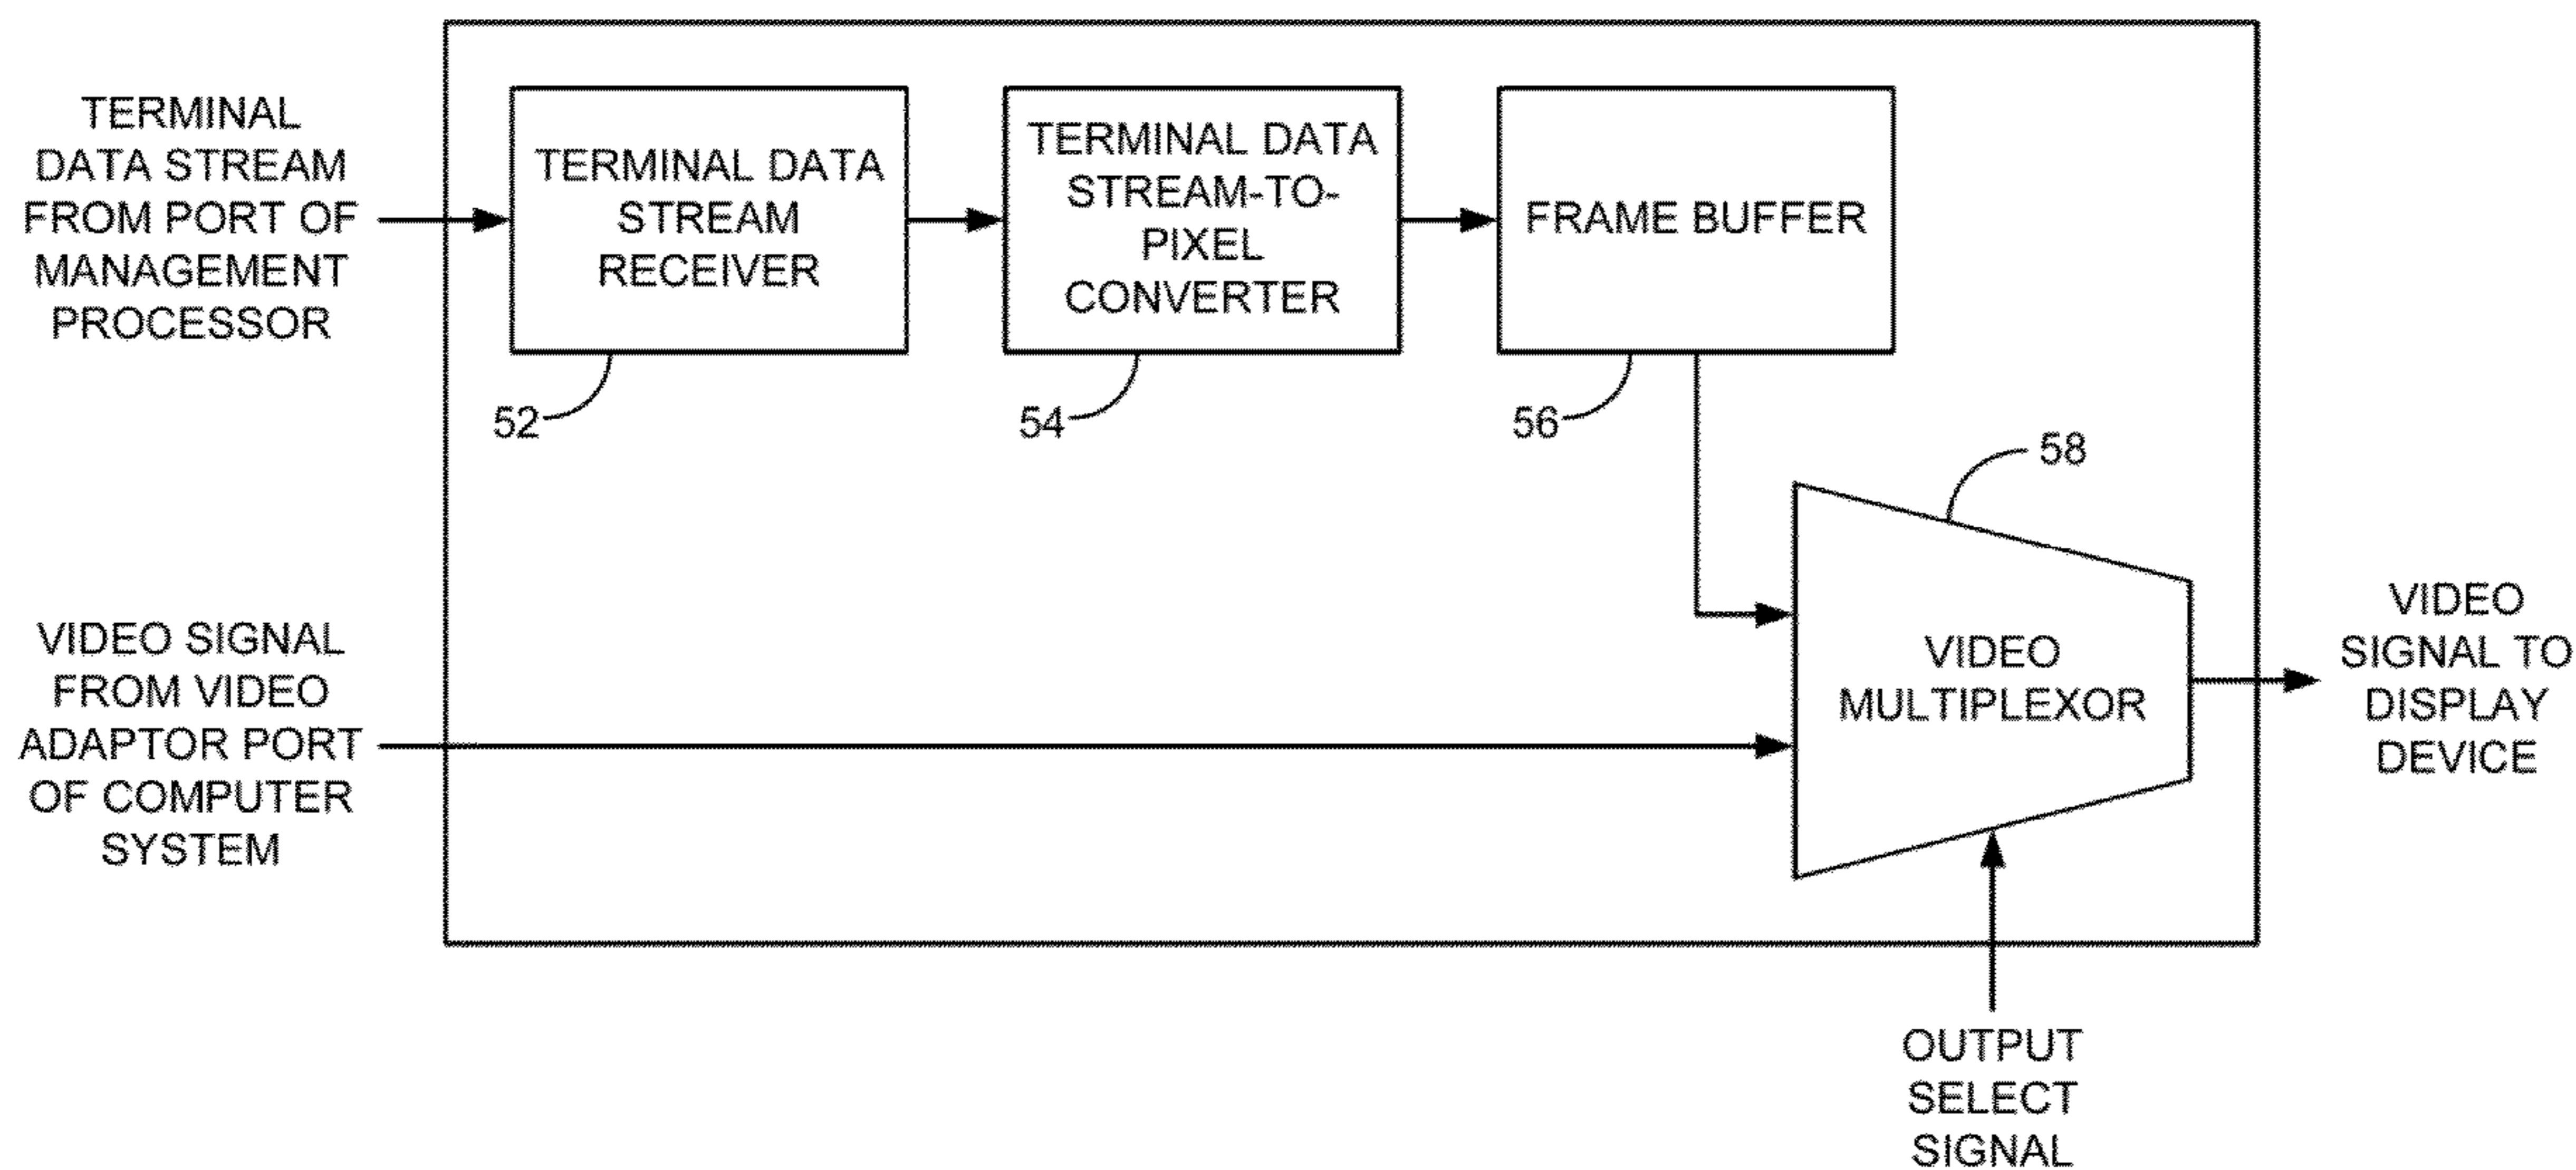 TERMINAL
DATA STREAM
FROM PORT OF
MANAGEMENT
PROCESSOR
TERMINAL DATA
STREAM
RECEIVER
52
TERMINAL DATA
STREAM-TO-
PIXEL
CONVERTER
54
FRAME BUFFER
56
58
VIDEO SIGNAL
FROM VIDEO
ADAPTOR PORT
OF COMPUTER
SYSTEM
VIDEO
MULTIPLEXOR
VIDEO
SIGNAL TO
DISPLAY
DEVICE
OUTPUT
SELECT
SIGNAL